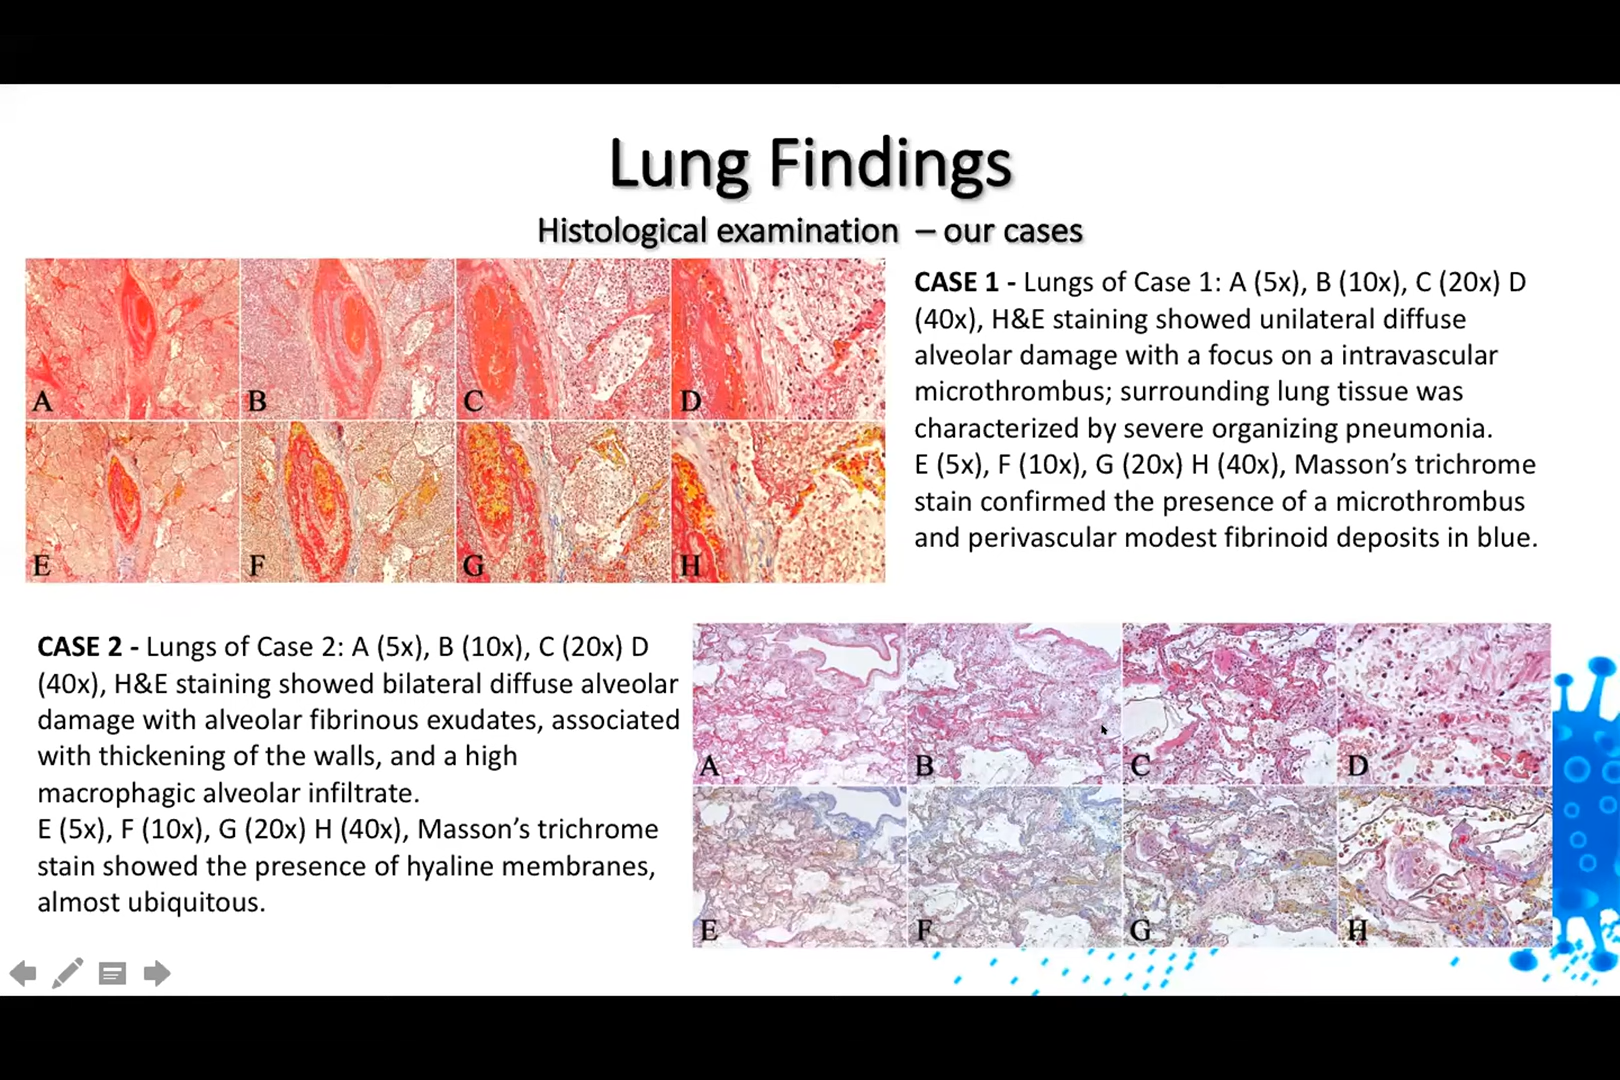 Lung Findings
Histological examination – our cases
A
B
C
D
E
F
G
H
CASE 1 - Lungs of Case 1: A (5x), B (10x), C (20x) D
(40x), H&E staining showed unilateral diffuse
alveolar damage with a focus on a intravascular
microthrombus; surrounding lung tissue was
characterized by severe organizing pneumonia.
E (5x), F (10x), G (20x) H (40x), Masson’s trichrome
stain confirmed the presence of a microthrombus
and perivascular modest fibrinoid deposits in blue.
CASE 2 - Lungs of Case 2: A (5x), B (10x), C (20x) D
(40x), H&E staining showed bilateral diffuse alveolar
damage with alveolar fibrinous exudates, associated
with thickening of the walls, and a high
macrophagic alveolar infiltrate.
E (5x), F (10x), G (20x) H (40x), Masson’s trichrome
stain showed the presence of hyaline membranes,
almost ubiquitous.
A
B
C
D
E
F
G
H